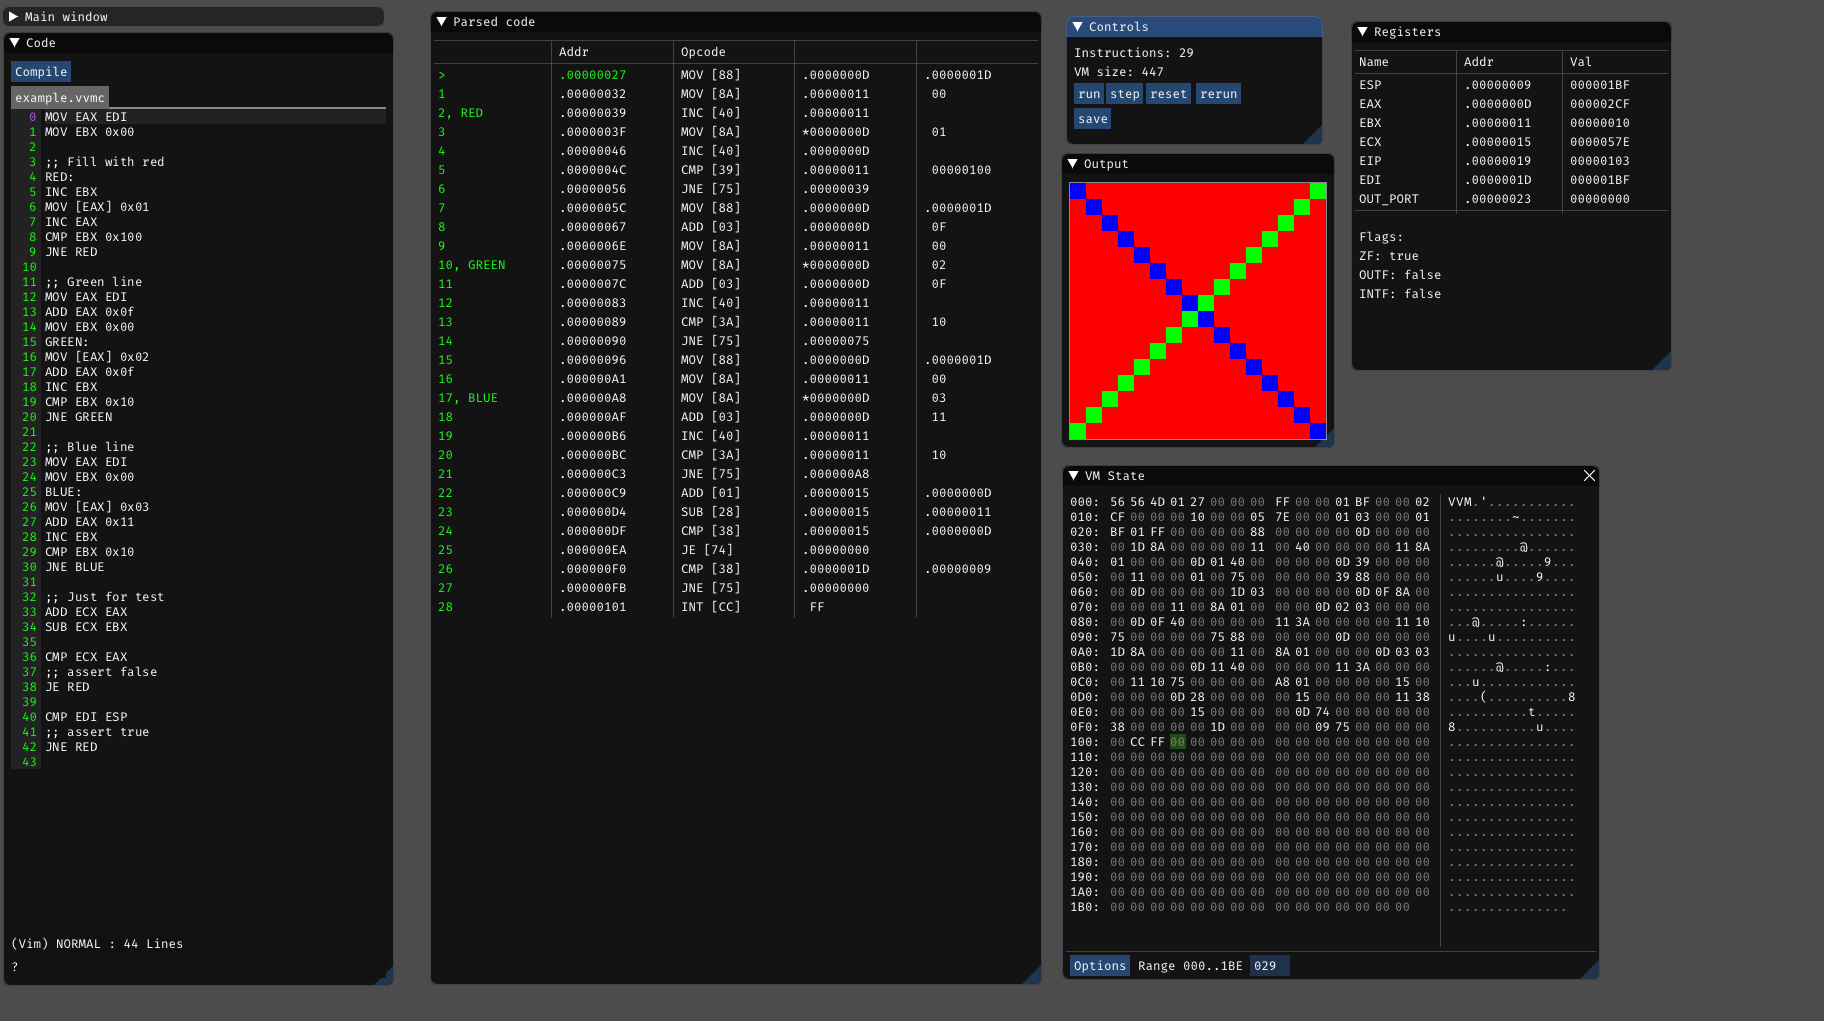 Main window
Code
Compile
example.vvmc
0 MOV EAX EDI
1 MOV EBX 0x00
2
3 ;; Fill with red
4 RED:
5 INC EBX
6 MOV [EAX] 0x01
7 INC EAX
8 CMP EBX 0x100
9 JNE RED
10
11 ;; Green line
12 MOV EAX EDI
13 ADD EAX 0x0f
14 MOV EBX 0x00
15 GREEN:
16 MOV [EAX] 0x02
17 ADD EAX 0x0f
18 INC EBX
19 CMP EBX 0x10
20 JNE GREEN
21
22 ;; Blue line
23 MOV EAX EDI
24 MOV EBX 0x00
25 BLUE:
26 MOV [EAX] 0x03
27 ADD EAX 0x11
28 INC EBX
29 CMP EBX 0x10
30 JNE BLUE
31
32 ;; Just for test
33 ADD ECX EAX
34 SUB ECX EBX
35
36 CMP ECX EAX
37 ;; assert false
38 JE RED
39
40 CMP EDI ESP
41 ;; assert true
42 JNE RED
43
(Vim) NORMAL : 44 Lines
?
Parsed code
Addr Opcode
> .00000027 MOV [88] .0000000D .0000001D
1 .00000032 MOV [8A] .00000011 00
2, RED .00000039 INC [40] .00000011
3 .0000003F MOV [8A] *0000000D 01
4 .00000046 INC [40] .0000000D
5 .0000004C CMP [39] .00000011 00000100
6 .00000056 JNE [75] .00000039
7 .0000005C MOV [88] .0000000D .0000001D
8 .00000067 ADD [03] .0000000D 0F
9 .0000006E MOV [8A] .00000011 00
10, GREEN .00000075 MOV [8A] *0000000D 02
11 .0000007C ADD [03] .0000000D 0F
12 .00000083 INC [40] .00000011
13 .00000089 CMP [3A] .00000011 10
14 .00000090 JNE [75] .00000075
15 .00000096 MOV [88] .0000000D .0000001D
16 .000000A1 MOV [8A] .00000011 00
17, BLUE .000000A8 MOV [8A] *0000000D 03
18 .000000AF ADD [03] .0000000D 11
19 .000000B6 INC [40] .00000011
20 .000000BC CMP [3A] .00000011 10
21 .000000C3 JNE [75] .000000A8
22 .000000C9 ADD [01] .00000015 .0000000D
23 .000000D4 SUB [28] .00000015 .00000011
24 .000000DF CMP [38] .00000015 .0000000D
25 .000000EA JE [74] .00000000
26 .000000F0 CMP [38] .0000001D .00000009
27 .000000FB JNE [75] .00000000
28 .00000101 INT [CC] FF
Controls
Instructions: 29
VM size: 447
run step reset rerun
save
Output
Registers
Name Addr Val
ESP .00000009 000001BF
EAX .0000000D 000002CF
EBX .00000011 00000010
ECX .00000015 0000057E
EIP .00000019 00000103
EDI .0000001D 000001BF
OUT_PORT .00000023 00000000
Flags:
ZF: true
OUTF: false
INTF: false
VM State
000: 56 56 4D 01 27 00 00 00 FF 00 00 01 BF 00 00 02 VVM.'...........
010: CF 00 00 00 10 00 00 05 7E 00 00 01 03 00 00 01 ........~.......
020: BF 01 FF 00 00 00 00 88 00 00 00 00 0D 00 00 00 ................
030: 00 1D 8A 00 00 00 00 11 00 40 00 00 00 00 11 8A .........@......
040: 01 00 00 00 0D 01 40 00 00 00 00 0D 39 00 00 00 ......@.....9...
050: 00 11 00 00 01 00 75 00 00 00 00 39 88 00 00 00 ......u....9....
060: 00 0D 00 00 00 00 1D 03 00 00 00 00 0D 0F 8A 00 ................
070: 00 00 00 11 00 8A 01 00 00 00 0D 02 03 00 00 00 ................
080: 00 0D 0F 40 00 00 00 00 11 3A 00 00 00 00 11 10 ...@.....:......
090: 75 00 00 00 00 75 88 00 00 00 00 0D 00 00 00 00 u....u..........
0A0: 1D 8A 00 00 00 00 11 00 8A 01 00 00 00 0D 03 03 ................
0B0: 00 00 00 00 0D 11 40 00 00 00 00 11 3A 00 00 00 ......@.....:...
0C0: 00 11 10 75 00 00 00 00 A8 01 00 00 00 00 15 00 ...u............
0D0: 00 00 00 0D 28 00 00 00 00 15 00 00 00 00 11 38 ....(..........8
0E0: 00 00 00 00 15 00 00 00 00 0D 74 00 00 00 00 00 ..........t.....
0F0: 38 00 00 00 00 1D 00 00 00 00 09 75 00 00 00 00 8..........u....
100: 00 CC FF 00 00 00 00 00 00 00 00 00 00 00 00 00 ................
110: 00 00 00 00 00 00 00 00 00 00 00 00 00 00 00 00 ................
120: 00 00 00 00 00 00 00 00 00 00 00 00 00 00 00 00 ................
130: 00 00 00 00 00 00 00 00 00 00 00 00 00 00 00 00 ................
140: 00 00 00 00 00 00 00 00 00 00 00 00 00 00 00 00 ................
150: 00 00 00 00 00 00 00 00 00 00 00 00 00 00 00 00 ................
160: 00 00 00 00 00 00 00 00 00 00 00 00 00 00 00 00 ................
170: 00 00 00 00 00 00 00 00 00 00 00 00 00 00 00 00 ................
180: 00 00 00 00 00 00 00 00 00 00 00 00 00 00 00 00 ................
190: 00 00 00 00 00 00 00 00 00 00 00 00 00 00 00 00 ................
1A0: 00 00 00 00 00 00 00 00 00 00 00 00 00 00 00 00 ................
1B0: 00 00 00 00 00 00 00 00 00 00 00 00 00 00 00 ...............
Options Range 000..1BE 029